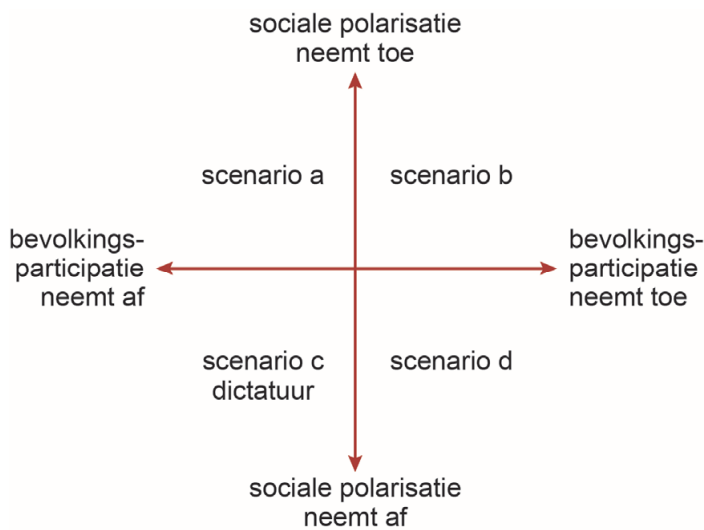 sociale polarisatie
neemt toe
scenario a
scenario b
bevolkings-
participatie
neemt af
bevolkings-
participatie
neemt toe
scenario c
dictatuur
scenario d
sociale polarisatie
neemt af